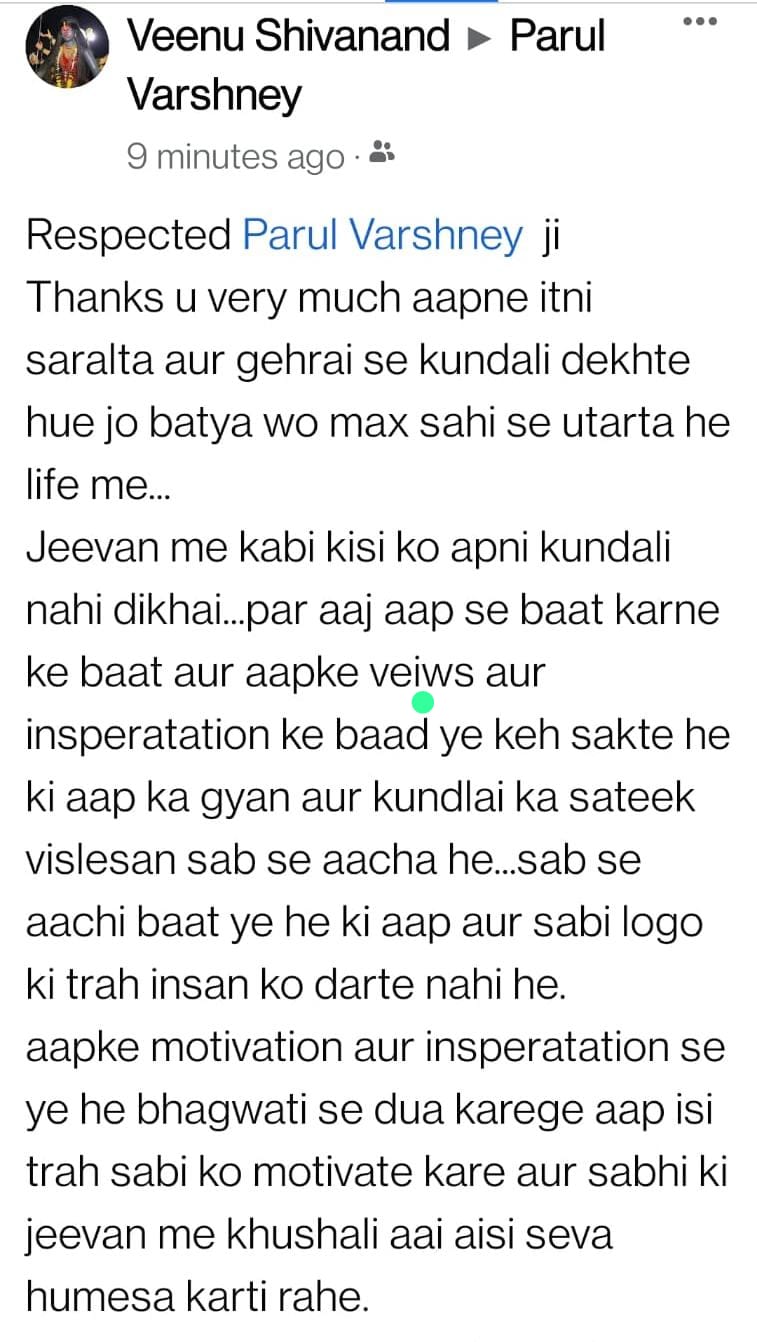 Veenu Shivanand ▸ Parul
Varshney
9 minutes ago ·
Respected Parul Varshney ji
Thanks u very much aapne itni
saralta aur gehrai se kundali dekhte
hue jo batya wo max sahi se utarta he
life me...
Jeevan me kabi kisi ko apni kundali
nahi dikhai...par aaj aap se baat karne
ke baat aur aapke veiws aur
insperatation ke baad ye keh sakte he
ki aap ka gyan aur kundlai ka sateek
vislesan sab se aacha he...sab se
aachi baat ye he ki aap aur sabi logo
ki trah insan ko darte nahi he.
aapke motivation aur insperatation se
ye he bhagwati se dua karege aap isi
trah sabi ko motivate kare aur sabhi ki
jeevan me khushali aai aisi seva
humesa karti rahe.